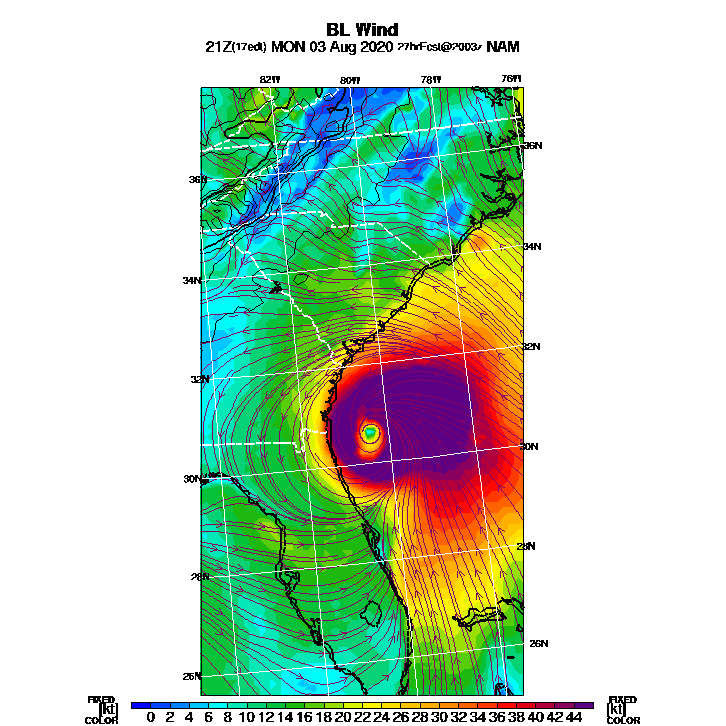 BL Wind
21Z(17edt) MON 03 Aug 2020 27hrFcst@2003z NAM
82W 80W 78W 76W
36N
36N
34N
34N
32N
32N
30N
30N
28N
28N
26N
26N
FIXED FIXED
[kt] 0 2 4 6 8 10 12 14 16 18 20 22 24 26 28 30 32 34 36 38 40 42 44 [kt]
COLOR COLOR